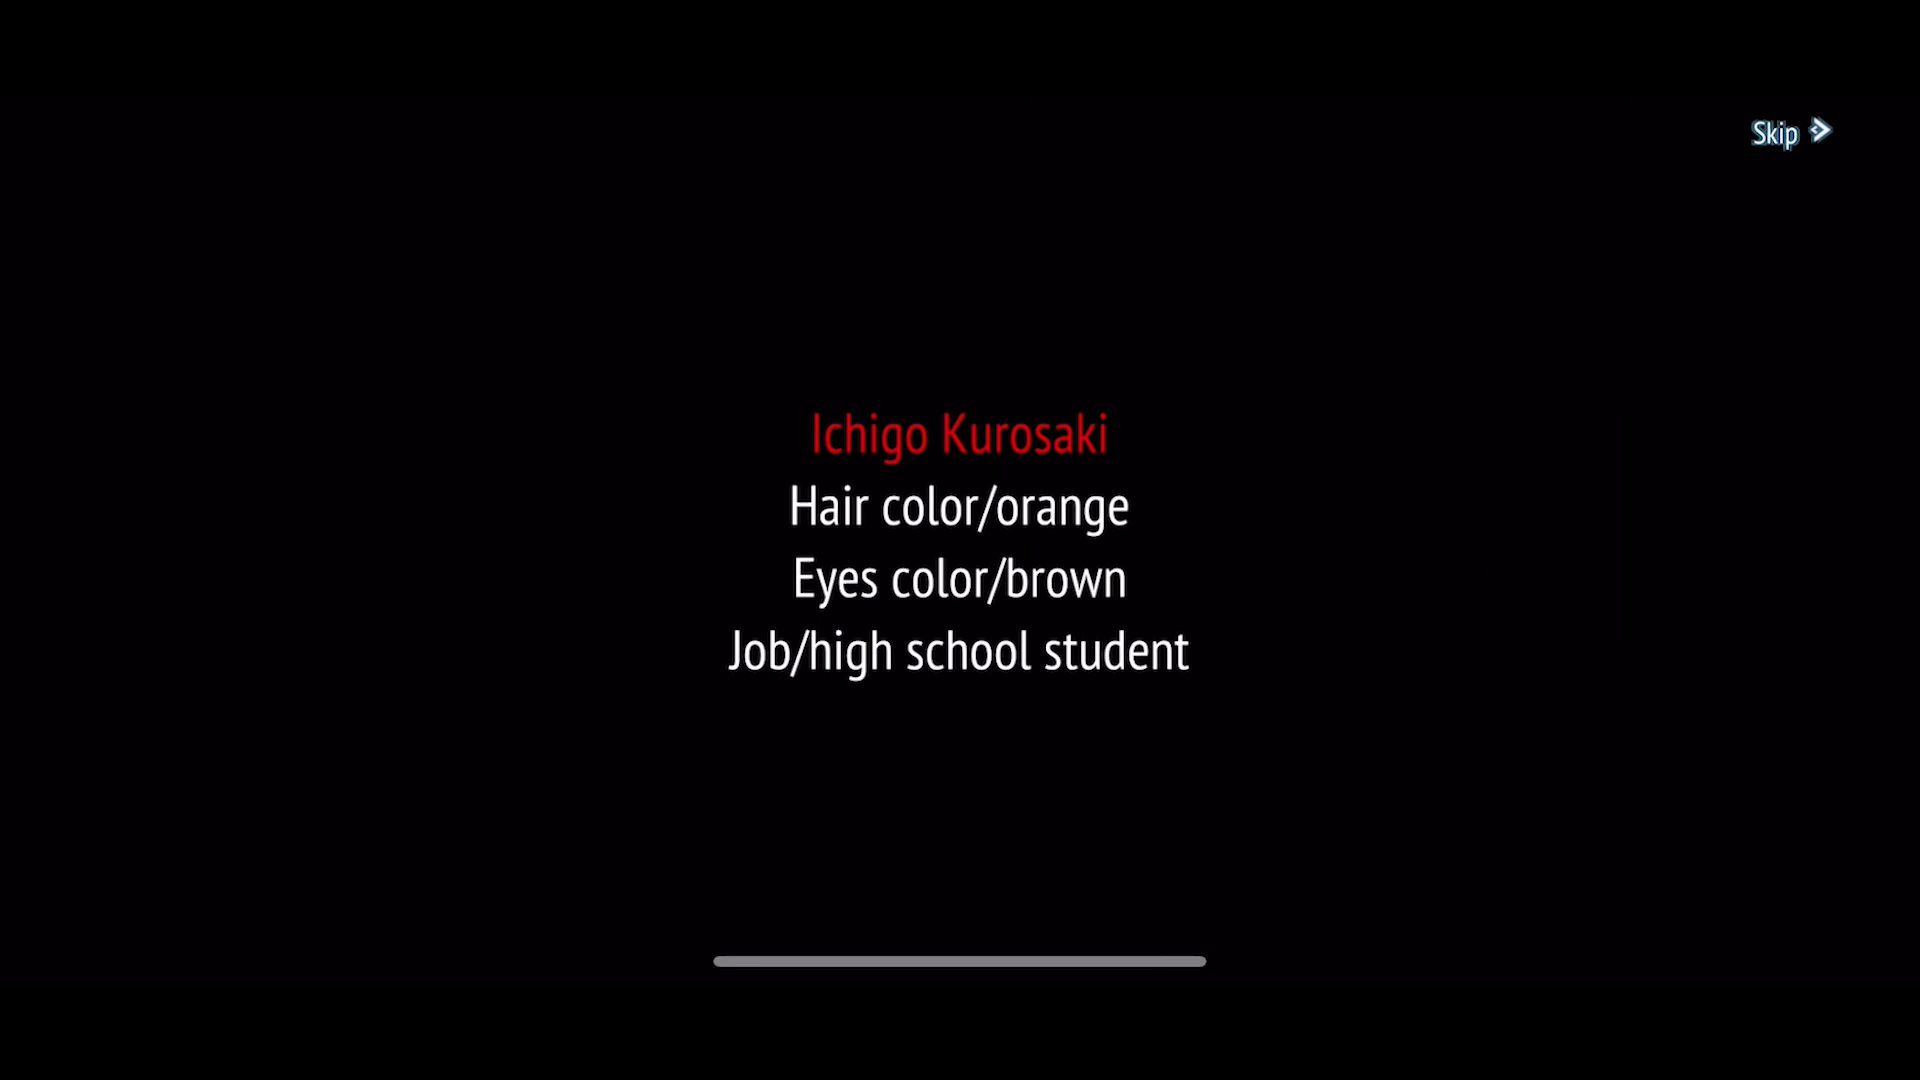 Skip
Ichigo Kurosaki
Hair color/orange
Eyes color/brown
Job/high school student